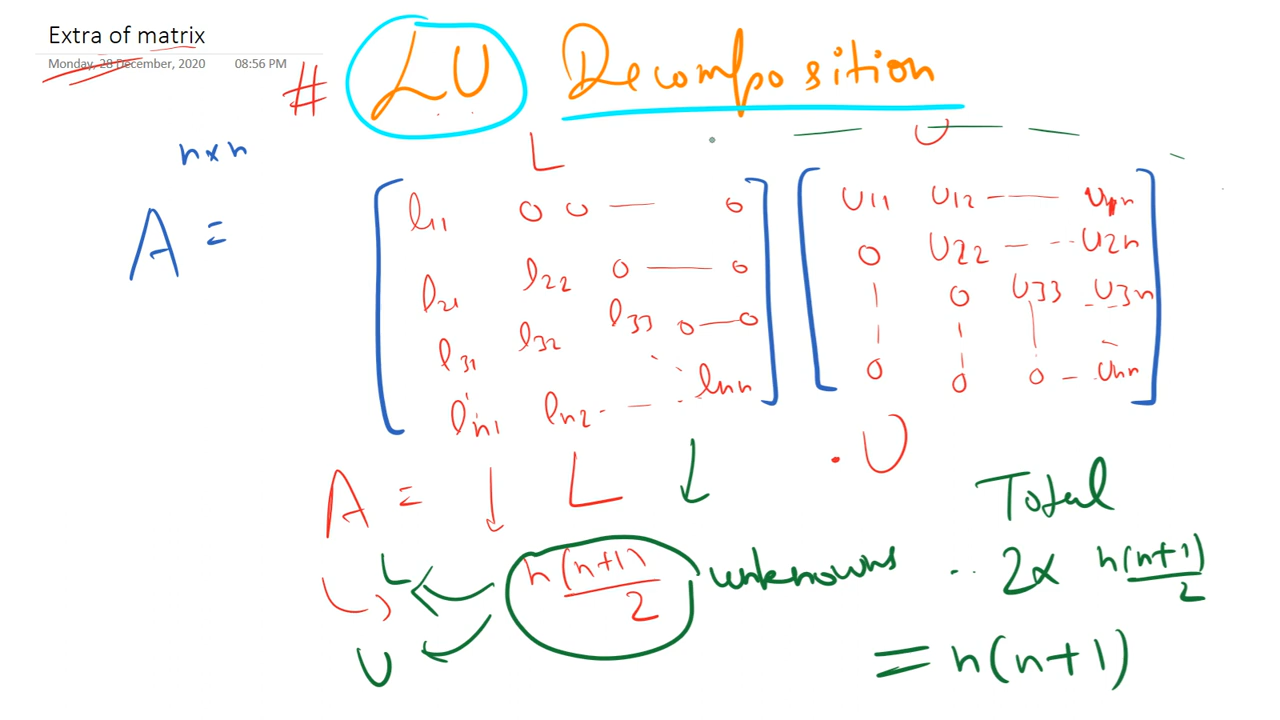 Extra of matrix
Monday, 28 December, 2020 08:56 PM
# LU Decomposition
n×n
L U
A =
l11 0 0 — 0
l21 l22 0 — 0
l31 l32 l33 0 — 0
ln1 ln2 - — - lnn
U11 U12 — U1n
0 U22 — - -- U2n
| 0 U33 U3n
0 0 0 - U nn
A = L . U
L
U
n(n+1)
2
unknowns
Total
-- 2× n(n+1)
2
= n(n+1)